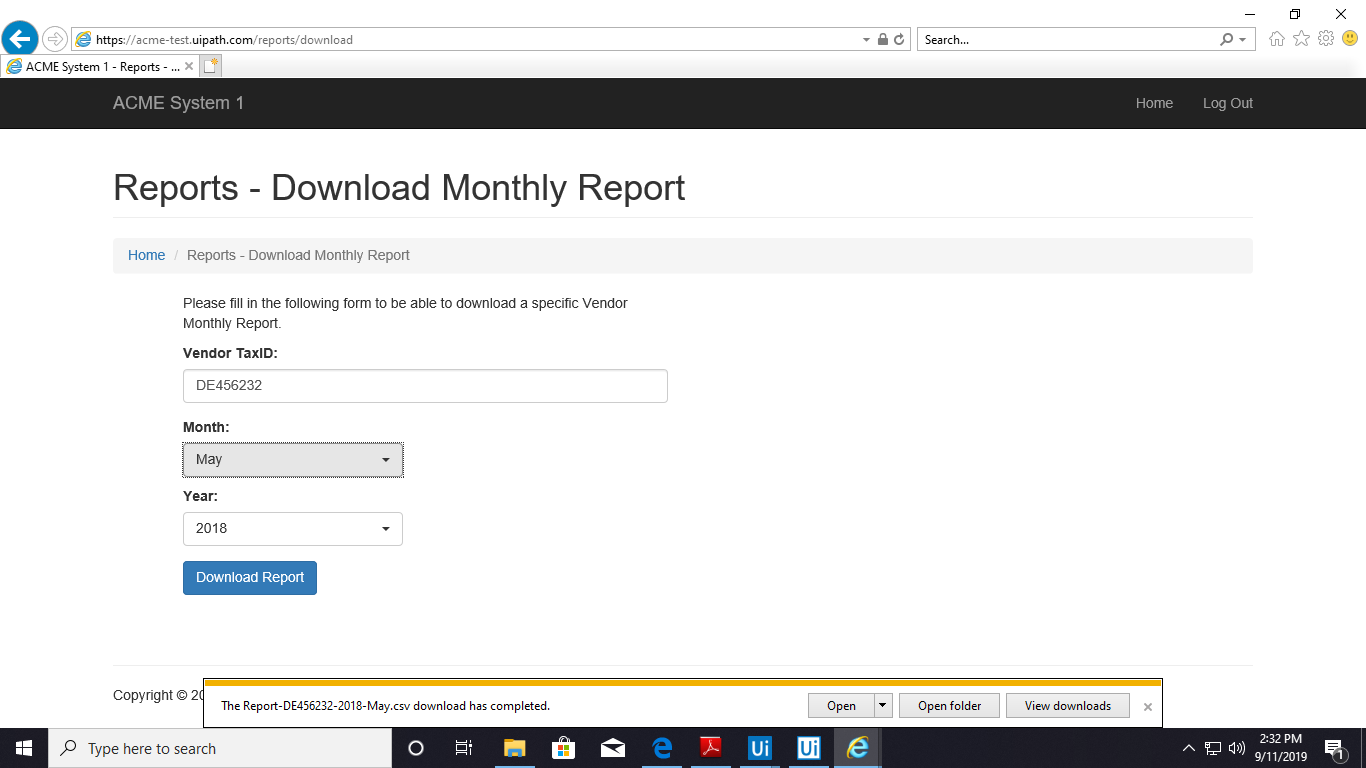 https://acme-test.uipath.com/reports/download
Search...
ACME System 1 - Reports - ...
ACME System 1
Home
Log Out
Reports - Download Monthly Report
Home / Reports - Download Monthly Report
Please fill in the following form to be able to download a specific Vendor
Monthly Report.
Vendor TaxID:
DE456232
Month:
May
Year:
2018
Download Report
Copyright © 20
The Report-DE456232-2018-May.csv download has completed.
Open
Open folder
View downloads
Type here to search
Ui
Ui
2:32 PM
9/11/2019
1